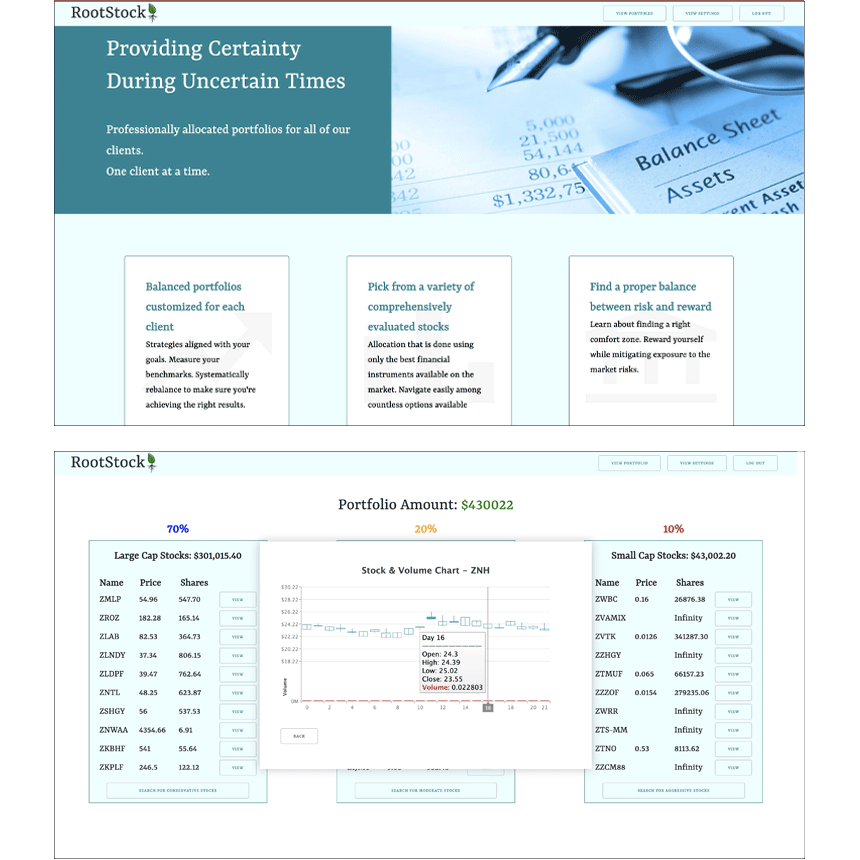 RootStock
VIEW PORTFOLIO
VIEW SETTINGS
LOG OUT
Providing Certainty
During Uncertain Times
Professionally allocated portfolios for all of our
clients.
One client at a time.
5,000
21,500
54,144
80,64
$1,332,75
Balance Sheet
Assets
Balanced portfolios
customized for each
client
Strategies aligned with your
goals. Measure your
benchmarks. Systematically
rebalance to make sure you're
achieving the right results.
Pick from a variety of
comprehensively
evaluated stocks
Allocation that is done using
only the best financial
instruments available on the
market. Navigate easily among
countless options available
Find a proper balance
between risk and reward
Learn about finding a right
comfort zone. Reward yourself
while mitigating exposure to the
market risks.
RootStock
VIEW PORTFOLIO
VIEW SETTINGS
LOG OUT
Portfolio Amount: $430022
70%
20%
10%
Large Cap Stocks: $301,015.40
Name Price Shares
ZMLP 54.96 547.70 VIEW
ZROZ 182.28 165.14 VIEW
ZLAB 82.53 364.73 VIEW
ZLNDY 37.34 806.15 VIEW
ZLDPF 39.47 762.64 VIEW
ZNTL 48.25 623.87 VIEW
ZSHGY 56 537.53 VIEW
ZNWAA 4354.66 6.91 VIEW
ZKBHF 541 55.64 VIEW
ZKPLF 246.5 122.12 VIEW
SEARCH FOR CONSERVATIVE STOCKS
Stock & Volume Chart – ZNH
$30.22
$28.22
$26.22
$24.22
$22.22
$20.22
$18.22
Volume
0M
0 2 4 6 8 10 12 14 16 18 20 21
Day 16
Open: 24.3
High: 24.39
Low: 25.02
Close: 23.55
Volume: 0.022803
BACK
SEARCH FOR MODERATE STOCKS
Small Cap Stocks: $43,002.20
Name Price Shares
ZWBC 0.16 26876.38 VIEW
ZVAMIX Infinity VIEW
ZVTK 0.0126 341287.30 VIEW
ZZHGY Infinity VIEW
ZTMUF 0.065 66157.23 VIEW
ZZZOF 0.0154 279235.06 VIEW
ZWRR Infinity VIEW
ZTS-MM Infinity VIEW
ZTNO 0.53 8113.62 VIEW
ZZCM88 Infinity VIEW
SEARCH FOR AGGRESSIVE STOCKS